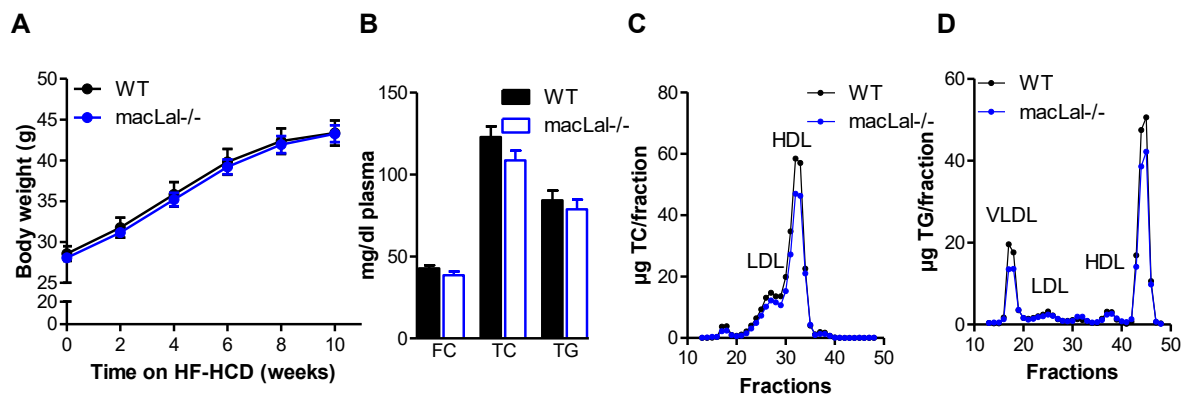 A
Body weight (g)
50
45
40
35
30
25
20
0
0 2 4 6 8 10
Time on HF-HCD (weeks)
WT
macLal-/-
B
mg/dl plasma
150
100
50
0
FC TC TG
WT
macLal-/-
C
µg TC/fraction
80
60
40
20
0
10 20 30 40 50
Fractions
WT
macLal-/-
HDL
LDL
D
µg TG/fraction
60
40
20
0
10 20 30 40 50
Fractions
WT
macLal-/-
VLDL
LDL
HDL